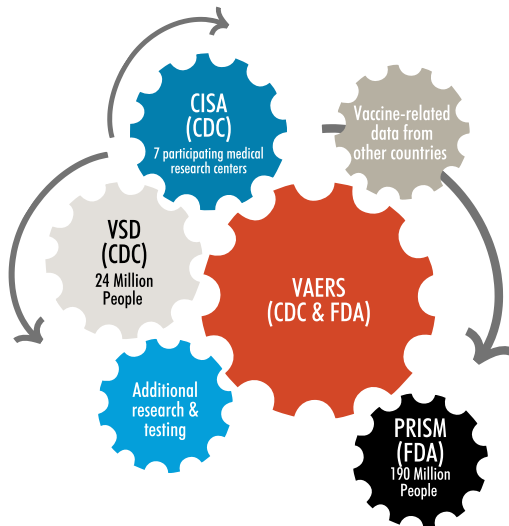 CISA
(CDC)
7 participating medical
research centers
Vaccine-related
data from
other countries
VSD
(CDC)
24 Million
People
VAERS
(CDC & FDA)
Additional
research &
testing
PRISM
(FDA)
190 Million
People